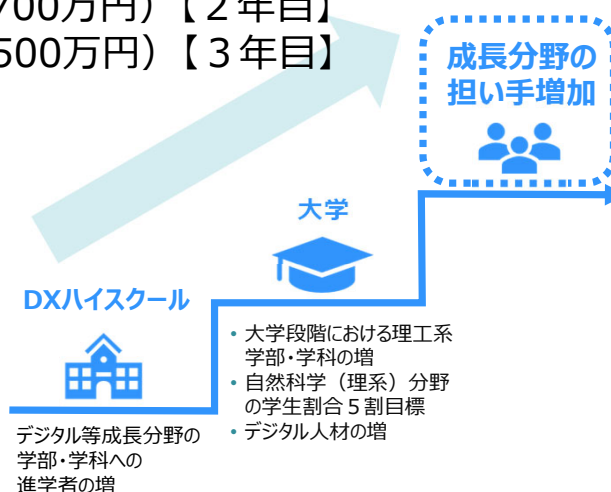 700万円）【２年目】
500万円）【３年目】
成長分野の
担い手増加
大学
DXハイスクール
・大学段階における理工系
学部・学科の増
・自然科学（理系）分野
の学生割合５割目標
・デジタル人材の増
デジタル等成長分野の
学部・学科への
進学者の増